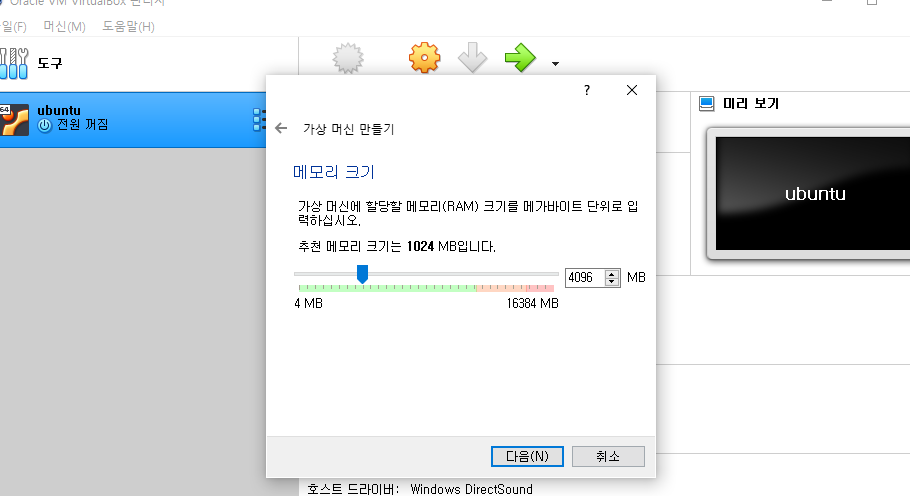 Oracle VM VirtualBox 관리자
일(F) 머신(M) 도움말(H)
도구
64
ubuntu
전원 꺼짐
미리 보기
ubuntu
?
가상 머신 만들기
메모리 크기
가상 머신에 할당할 메모리(RAM) 크기를 메가바이트 단위로 입
력하십시오.
추천 메모리 크기는 1024 MB입니다.
4096 MB
4 MB 16384 MB
다음(N) 취소
호스트 드라이버: Windows DirectSound